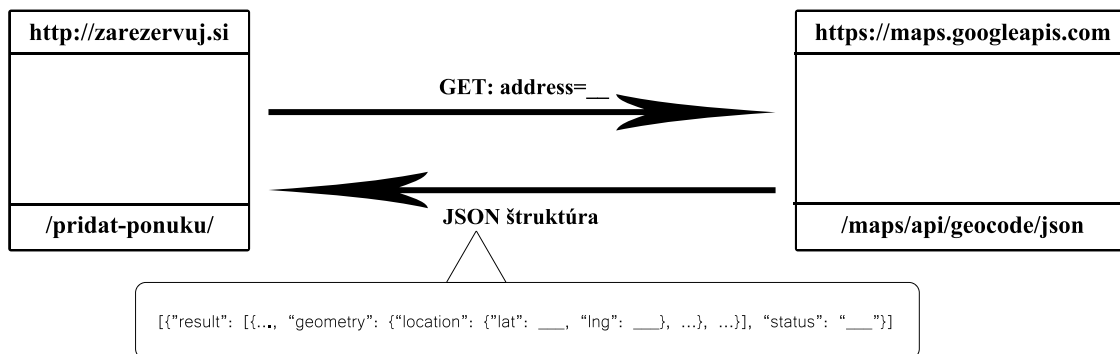 http://zarezervuj.si
https://maps.googleapis.com
GET: address=__
/pridat-ponuku/
JSON štruktúra
/maps/api/geocode/json
[{”result”: [{..., “geometry”: {“location”: {”lat”: ___, “lng”: ___}, ...}, ...}], “status”: “___”}]